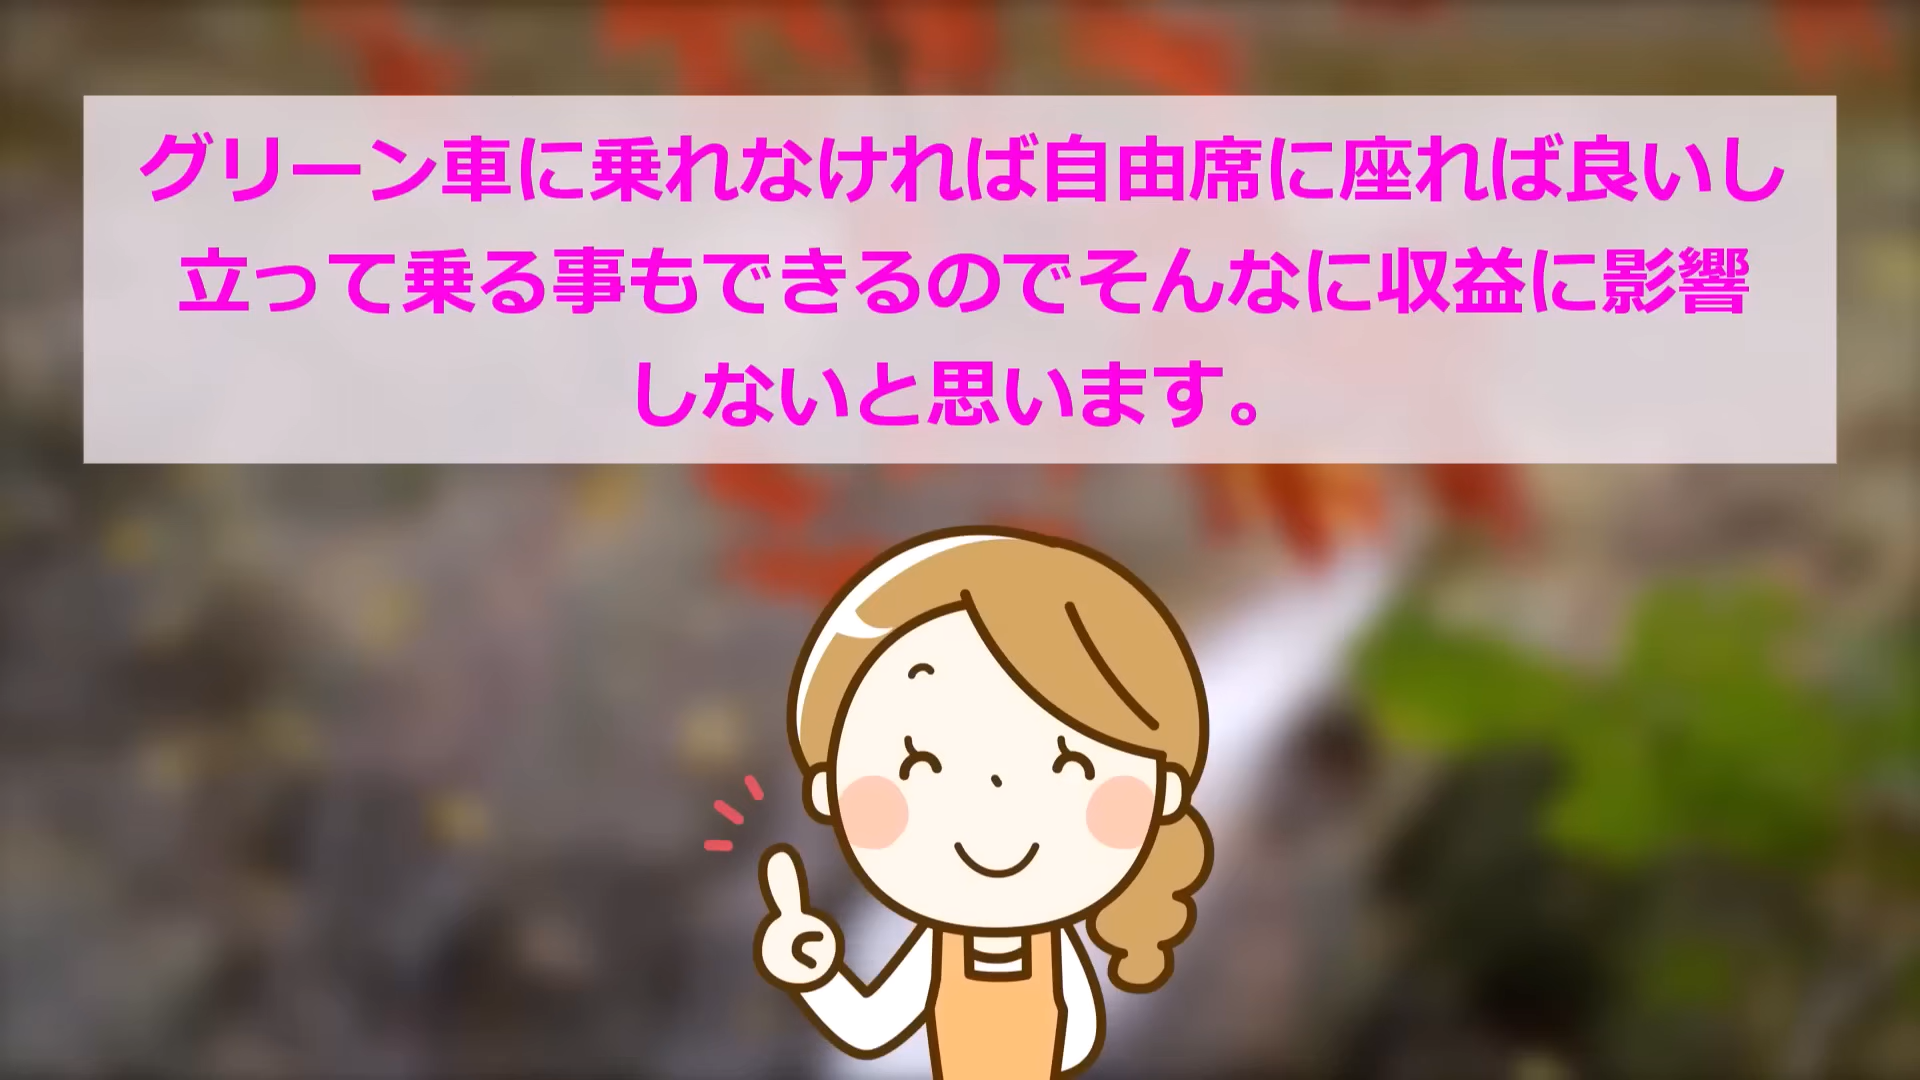 グリーン車に乗れなければ自由席に座れば良いし
立って乗る事もできるのでそんなに収益に影響
しないと思います。